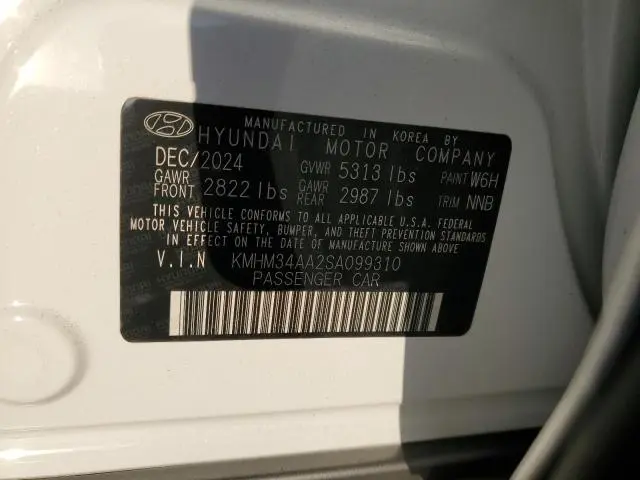 MANUFACTURED IN KOREA BY
HYUNDAI MOTOR COMPANY
DEC/2024 GVWR 5313 lbs PAINT W6H
GAWR FRONT 2822 lbs GAWR REAR 2987 lbs TRIM NNB
THIS VEHICLE CONFORMS TO ALL APPLICABLE U.S.A. FEDERAL
MOTOR VEHICLE SAFETY, BUMPER, AND THEFT PREVENTION STANDARDS
IN EFFECT ON THE DATE OF MANUFACTURE SHOWN ABOVE
V.I.N KMHM34AA2SA099310
PASSENGER CAR